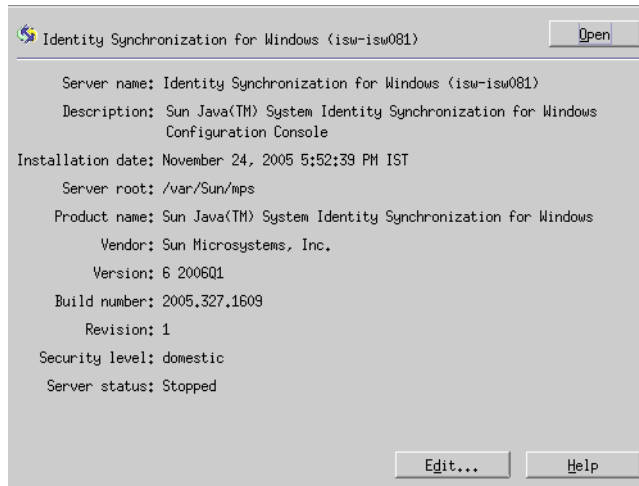 Identity Synchronization for Windows (isw-isw081)
Open
Server name: Identity Synchronization for Windows (isw-isw081)
Description: Sun Java(TM) System Identity Synchronization for Windows
Configuration Console
Installation date: November 24, 2005 5:52:39 PM IST
Server root: /var/Sun/mps
Product name: Sun Java(TM) System Identity Synchronization for Windows
Vendor: Sun Microsystems, Inc.
Version: 6 2006Q1
Build number: 2005.327.1609
Revision: 1
Security level: domestic
Server status: Stopped
Edit...
Help